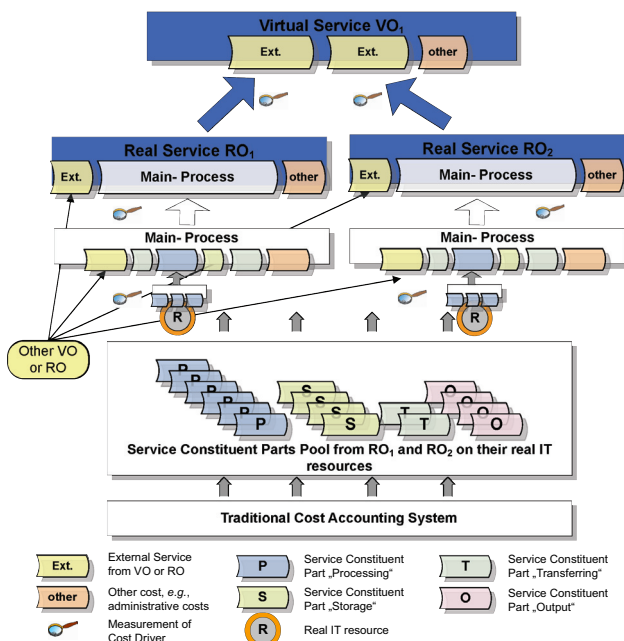 Virtual Service VO1
Ext.
Ext.
other
Real Service RO1
Real Service RO2
Ext.
Main- Process
other
Ext.
Main- Process
other
Main- Process
Main- Process
R
R
Other VO
or RO
P
P
P
P
P
P
S
S
S
S
T
T
O
O
O
O
Service Constituent Parts Pool from RO1 and RO2 on their real IT
resources
Traditional Cost Accounting System
Ext.
External Service
from VO or RO
P
Service Constituent
Part „Processing“
T
Service Constituent
Part „Transferring“
other
Other cost, e.g.,
administrative costs
S
Service Constituent
Part „Storage“
O
Service Constituent
Part „Output“
Measurement of
Cost Driver
R
Real IT resource